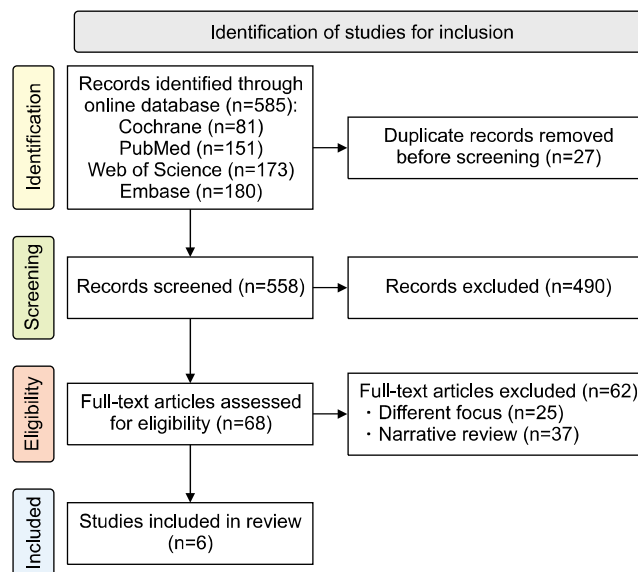 Identification of studies for inclusion
Identification
Records identified through
online database (n=585):
Cochrane (n=81)
PubMed (n=151)
Web of Science (n=173)
Embase (n=180)
Duplicate records removed
before screening (n=27)
Screening
Records screened (n=558)
Records excluded (n=490)
Eligibility
Full-text articles assessed
for eligibility (n=68)
Full-text articles excluded (n=62)
· Different focus (n=25)
· Narrative review (n=37)
Included
Studies included in review
(n=6)